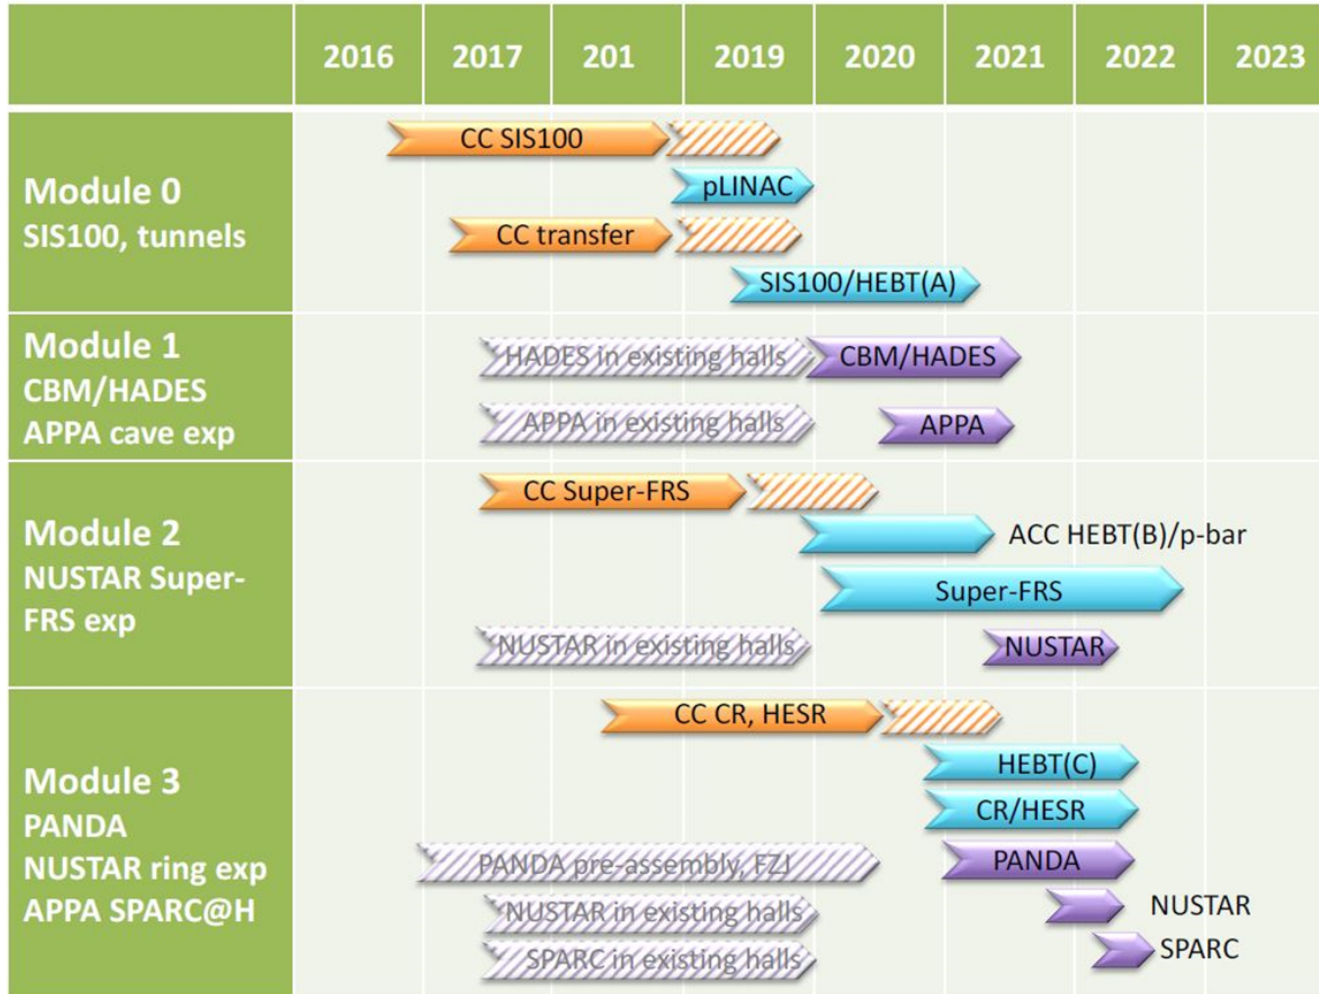 2016 2017 201 2019 2020 2021 2022 2023
Module 0
SIS100, tunnels
CC SIS100
pLINAC
CC transfer
SIS100/HEBT(A)
Module 1
CBM/HADES
APPA cave exp
HADES in existing halls
CBM/HADES
APPA in existing halls
APPA
Module 2
NUSTAR Super-
FRS exp
CC Super-FRS
ACC HEBT(B)/p-bar
Super-FRS
NUSTAR in existing halls
NUSTAR
Module 3
PANDA
NUSTAR ring exp
APPA SPARC@H
CC CR, HESR
HEBT(C)
CR/HESR
PANDA pre-assembly, FZJ
PANDA
NUSTAR in existing halls
NUSTAR
SPARC in existing halls
SPARC